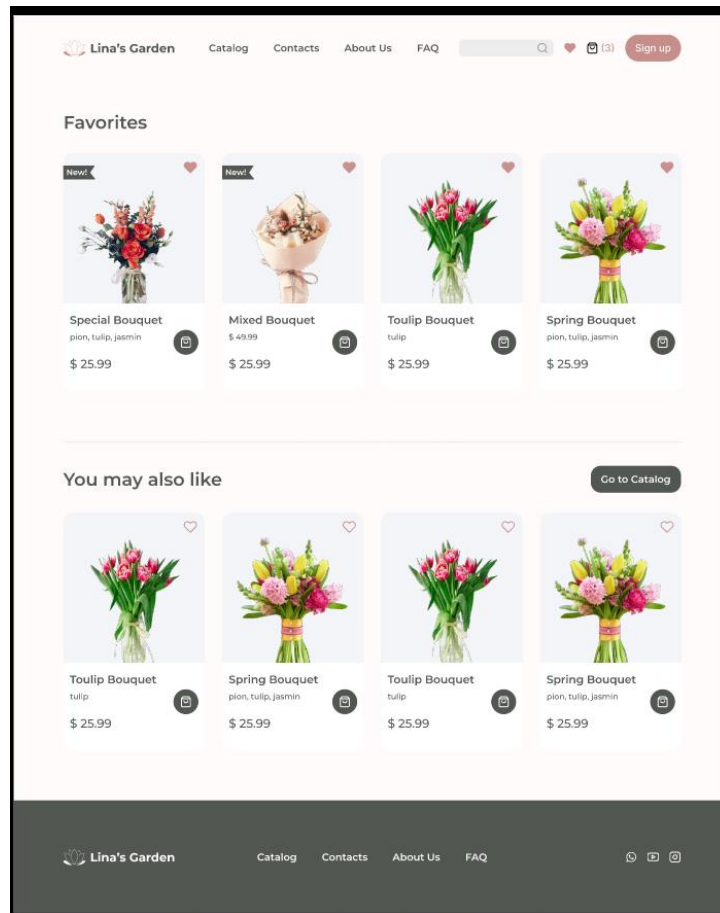 Lina's Garden Catalog Contacts About Us FAQ (3) Sign up
Favorites
New! New!
Special Bouquet Mixed Bouquet Toulip Bouquet Spring Bouquet
pion, tulip, jasmin $ 49.99 tulip pion, tulip, jasmin
$ 25.99 $ 25.99 $ 25.99 $ 25.99
You may also like Go to Catalog
Toulip Bouquet Spring Bouquet Toulip Bouquet Spring Bouquet
tulip pion, tulip, jasmin tulip pion, tulip, jasmin
$ 25.99 $ 25.99 $ 25.99 $ 25.99
Lina's Garden Catalog Contacts About Us FAQ